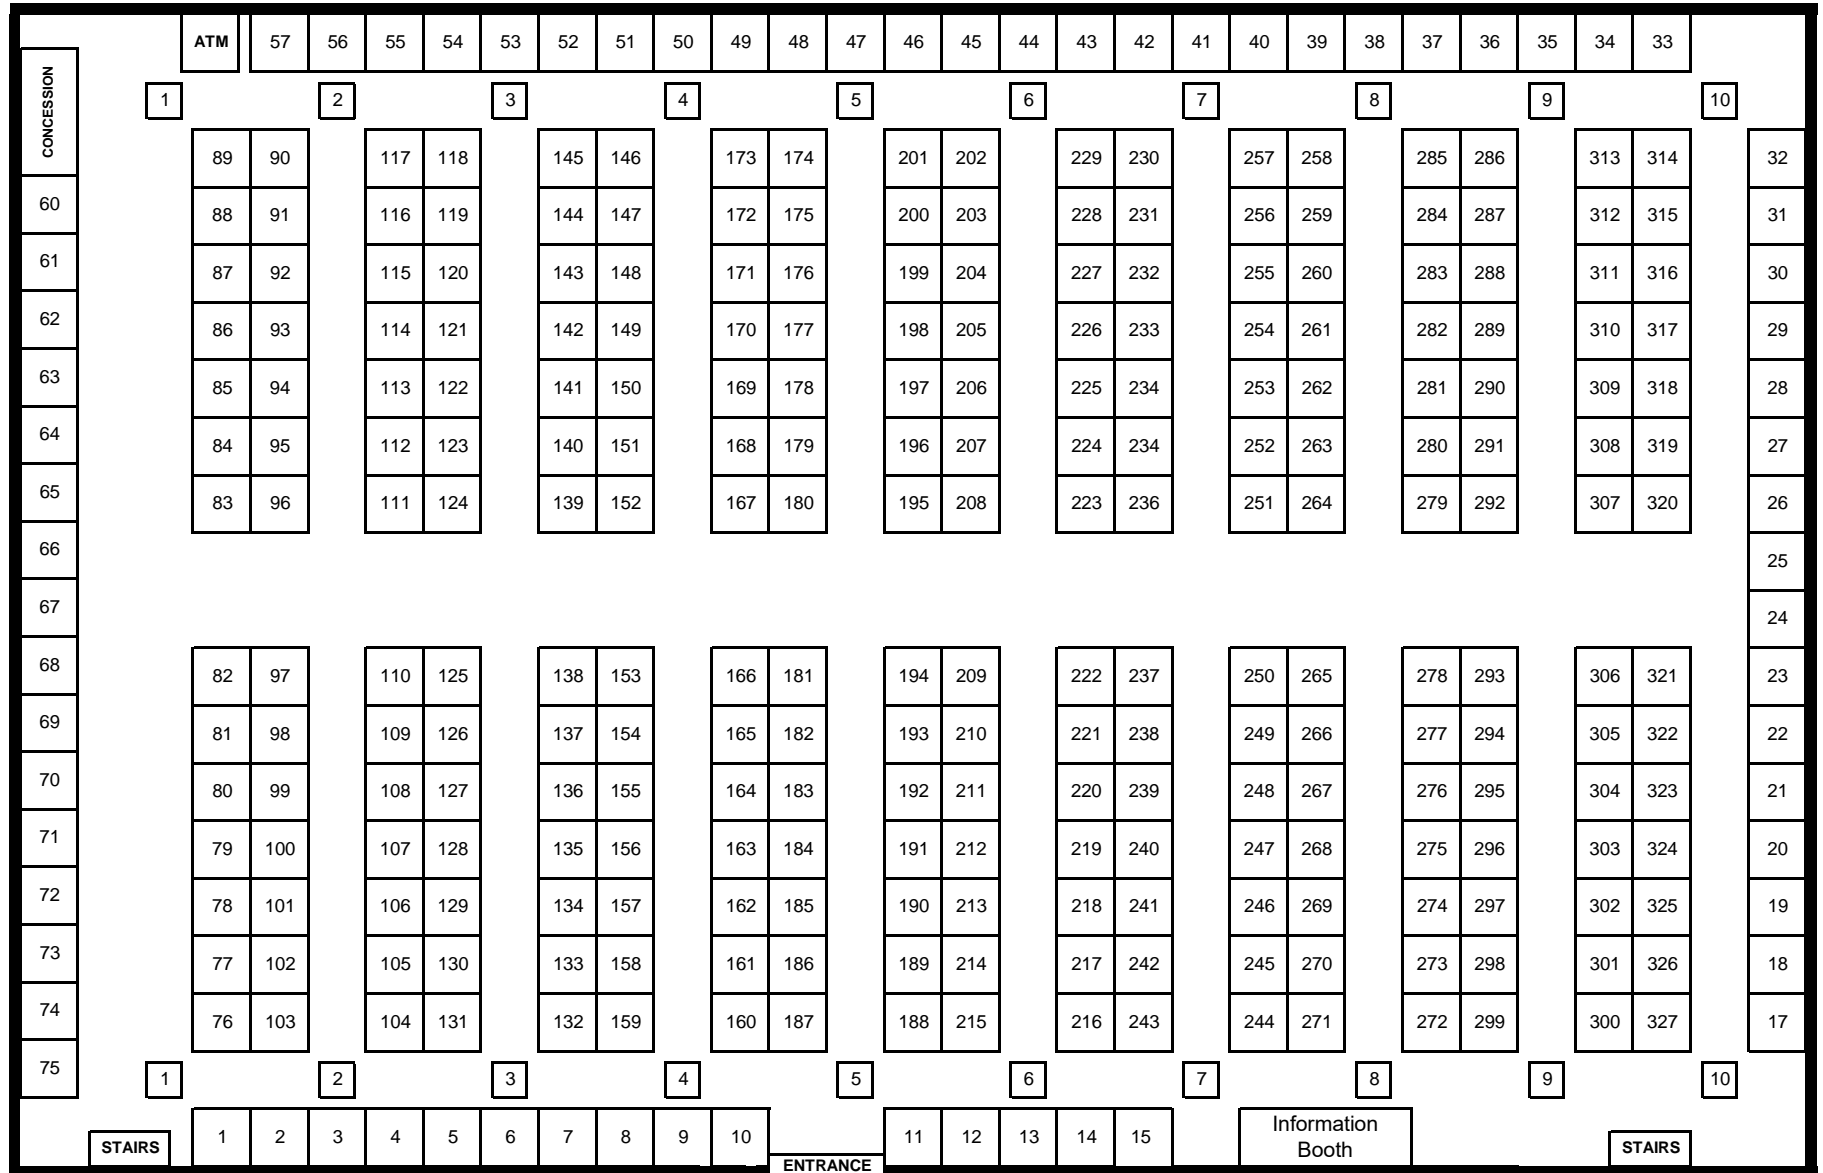 ATM 57 56 55 54 53 52 51 50 49 48 47 46 45 44 43 42 41 40 39 38 37 36 35 34 33
CONCESSION
1 2 3 4 5 6 7 8 9 10
89 90 117 118 145 146 173 174 201 202 229 230 257 258 285 286 313 314 32
60 88 91 116 119 144 147 172 175 200 203 228 231 256 259 284 287 312 315 31
61 87 92 115 120 143 148 171 176 199 204 227 232 255 260 283 288 311 316 30
62 86 93 114 121 142 149 170 177 198 205 226 233 254 261 282 289 310 317 29
63 85 94 113 122 141 150 169 178 197 206 225 234 253 262 281 290 309 318 28
64 84 95 112 123 140 151 168 179 196 207 224 234 252 263 280 291 308 319 27
65 83 96 111 124 139 152 167 180 195 208 223 236 251 264 279 292 307 320 26
66 25
67 24
68 82 97 110 125 138 153 166 181 194 209 222 237 250 265 278 293 306 321 23
69 81 98 109 126 137 154 165 182 193 210 221 238 249 266 277 294 305 322 22
70 80 99 108 127 136 155 164 183 192 211 220 239 248 267 276 295 304 323 21
71 79 100 107 128 135 156 163 184 191 212 219 240 247 268 275 296 303 324 20
72 78 101 106 129 134 157 162 185 190 213 218 241 246 269 274 297 302 325 19
73 77 102 105 130 133 158 161 186 189 214 217 242 245 270 273 298 301 326 18
74 76 103 104 131 132 159 160 187 188 215 216 243 244 271 272 299 300 327 17
75 1 2 3 4 5 6 7 8 9 10
STAIRS 1 2 3 4 5 6 7 8 9 10 11 12 13 14 15
Information
Booth
STAIRS
ENTRANCE